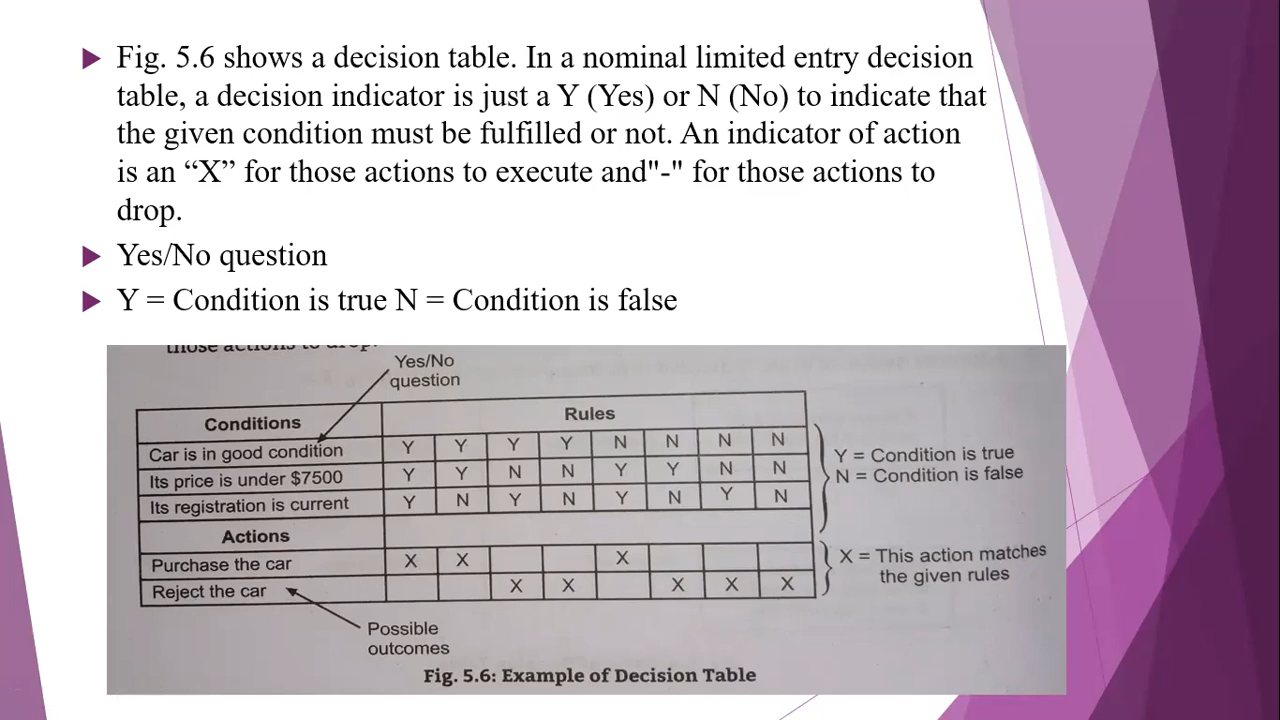 Fig. 5.6 shows a decision table. In a nominal limited entry decision
table, a decision indicator is just a Y (Yes) or N (No) to indicate that
the given condition must be fulfilled or not. An indicator of action
is an “X” for those actions to execute and"-" for those actions to
drop.
Yes/No question
Y = Condition is true N = Condition is false
those actions to drop.
Yes/No
question
Conditions Rules
Car is in good condition Y Y Y Y N N N N
Its price is under $7500 Y Y N N Y Y N N
Its registration is current Y N Y N Y N Y N
Y = Condition is true
N = Condition is false
Actions
Purchase the car X X X
Reject the car X X X X X
X = This action matches
the given rules
Possible
outcomes
Fig. 5.6: Example of Decision Table